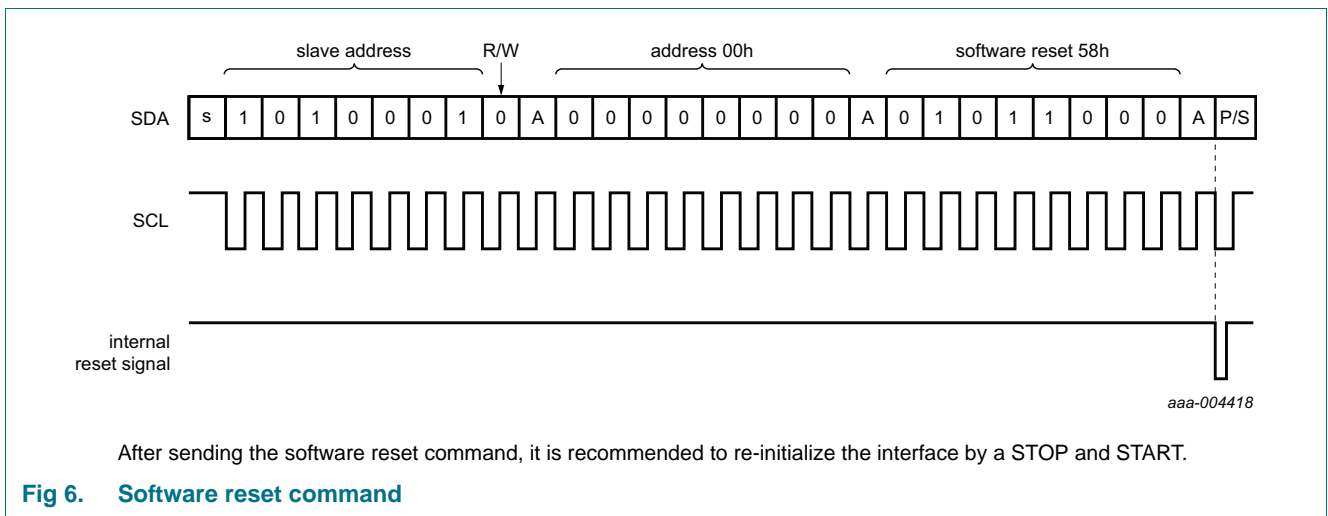 slave address R/W address 00h software reset 58h
SDA s 1 0 1 0 0 0 1 0 A 0 0 0 0 0 0 0 0 A 0 1 0 1 1 0 0 0 A P/S
SCL
internal
reset signal
aaa-004418
After sending the software reset command, it is recommended to re-initialize the interface by a STOP and START.
Fig 6. Software reset command